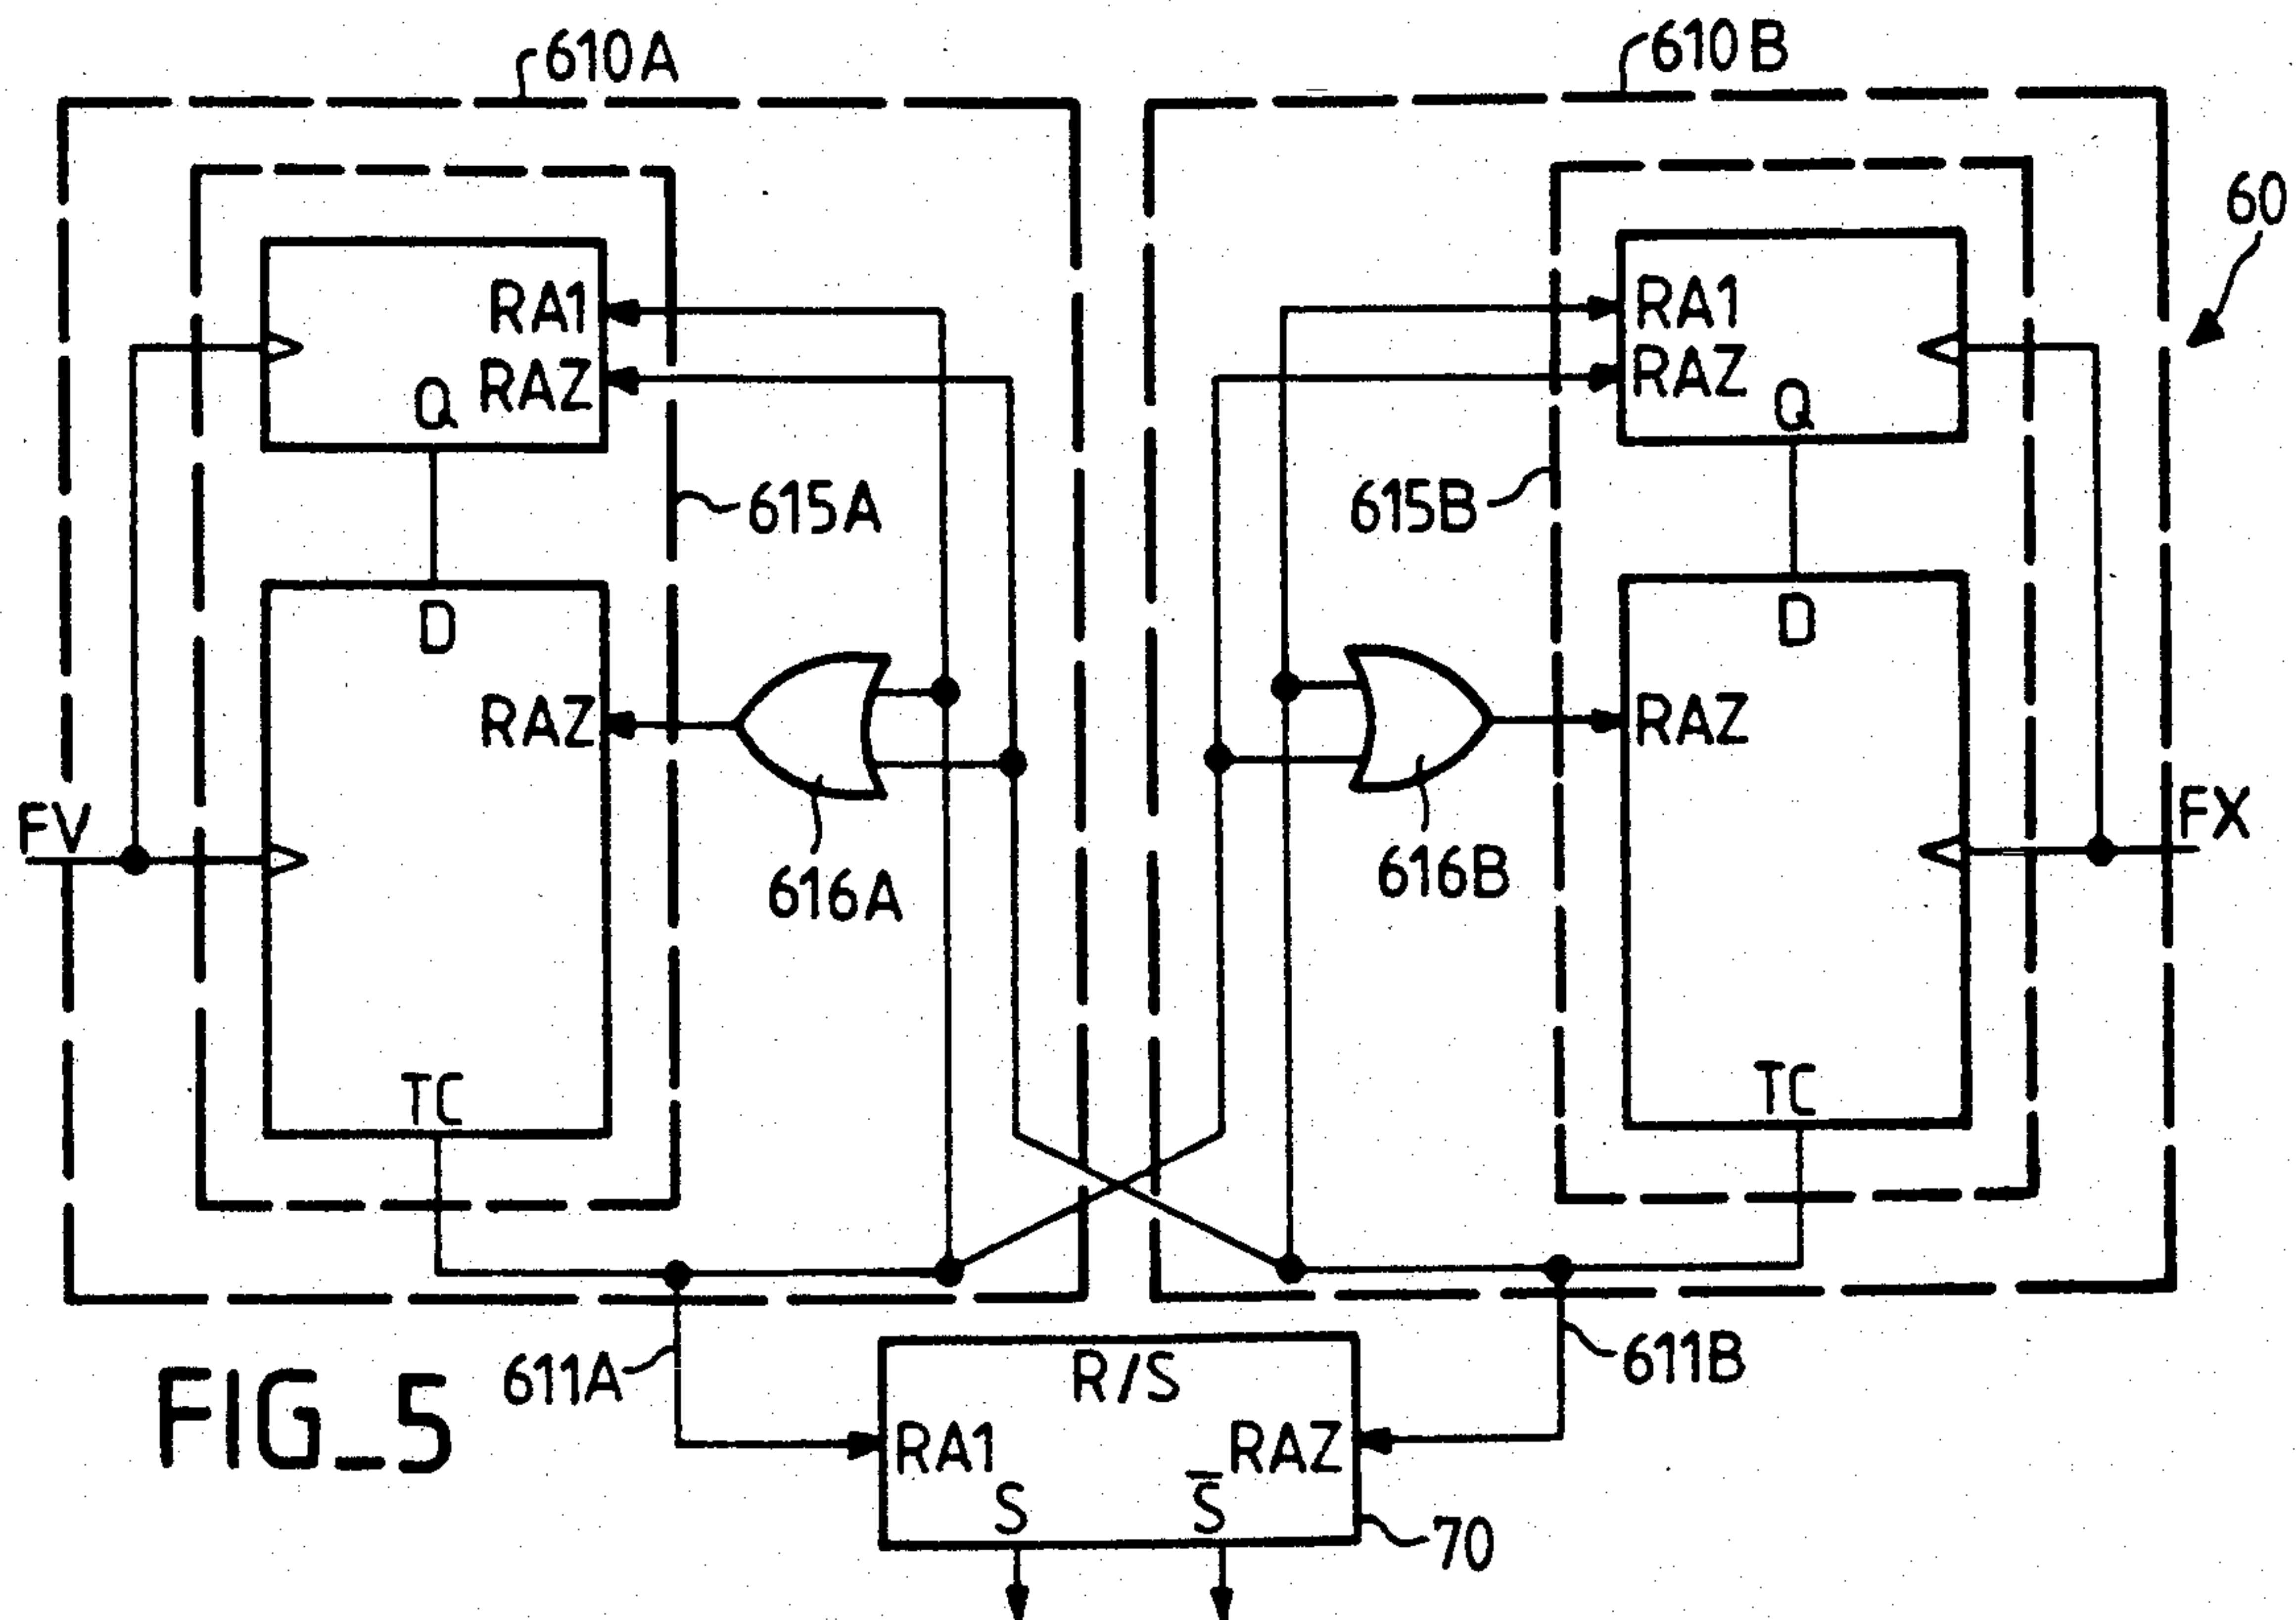 610A
610B
60
RA1
RAZ
Q
RA1
RAZ
Q
615A
615B
D
D
RAZ
RAZ
FV
FX
616A
616B
TC
TC
611A
611B
R/S
RA1
RAZ
S
S̅
70
FIG_5